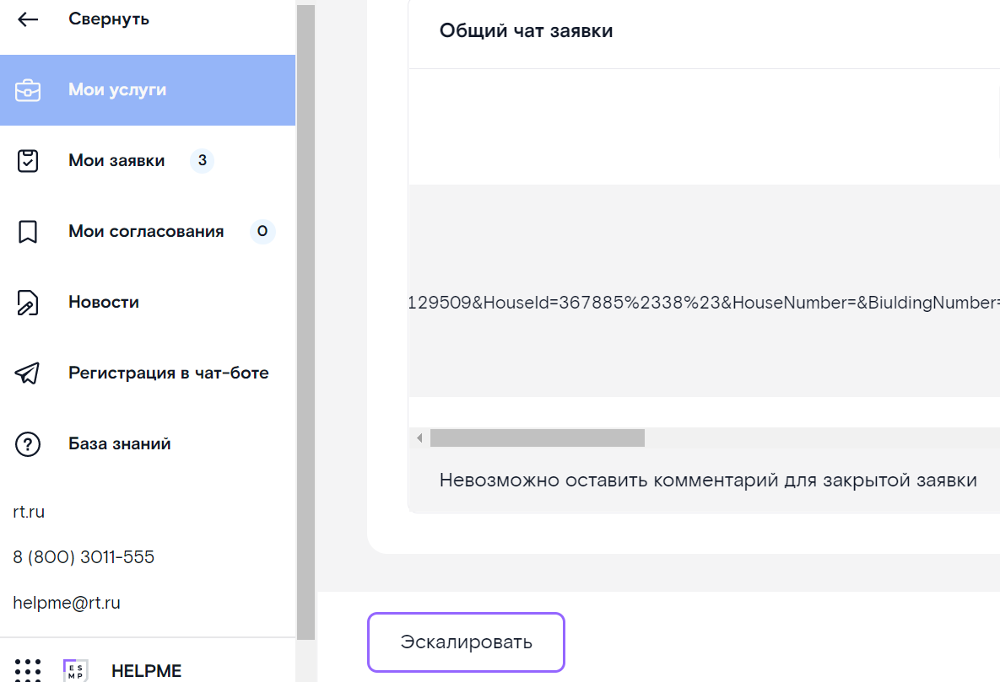 Свернуть
Мои услуги
Мои заявки 3
Мои согласования 0
Новости
Регистрация в чат-боте
База знаний
rt.ru
8 (800) 3011-555
helpme@rt.ru
ES
MP
HELPME
Общий чат заявки
129509&HouseId=367885%2338%23&HouseNumber=&BiuldingNumber=
Невозможно оставить комментарий для закрытой заявки
Эскалировать